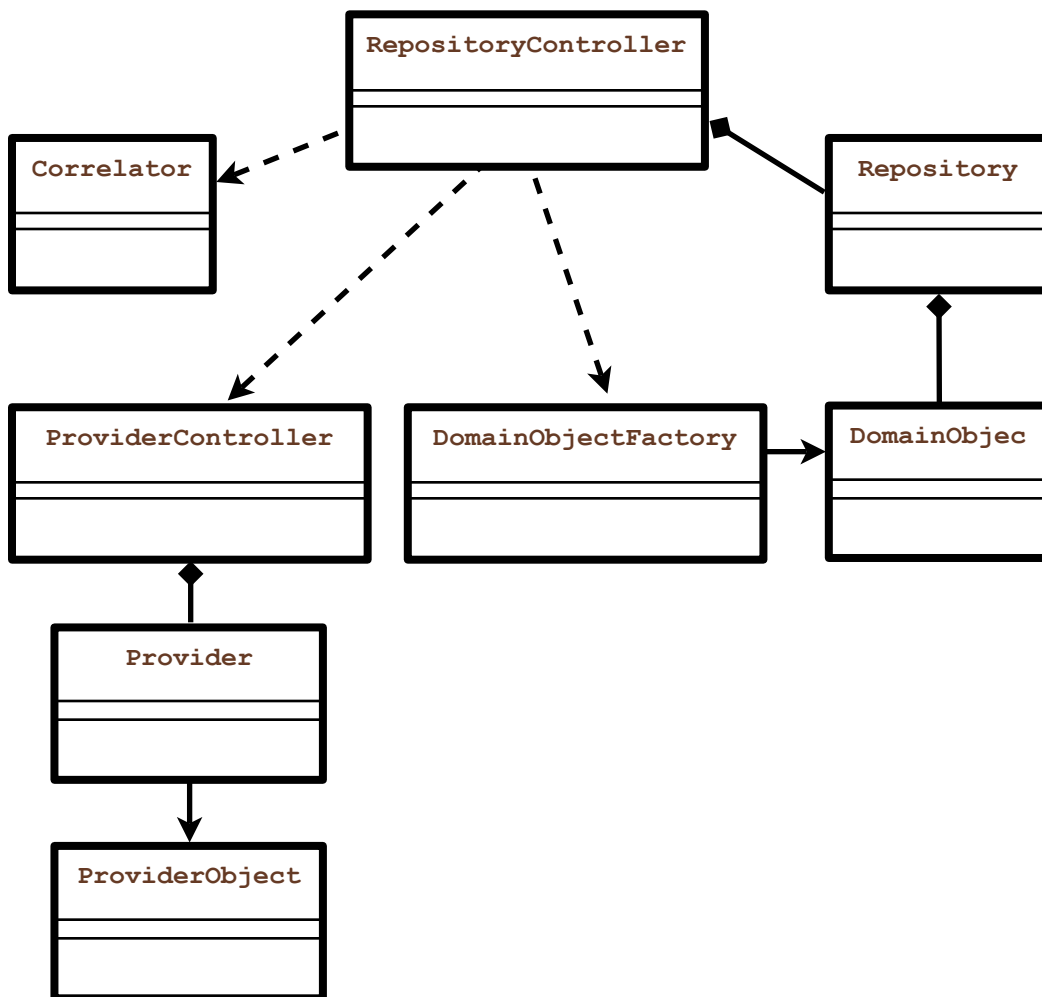 RepositoryController
Correlator
Repository
ProviderController
DomainObjectFactory
DomainObjec
Provider
ProviderObject